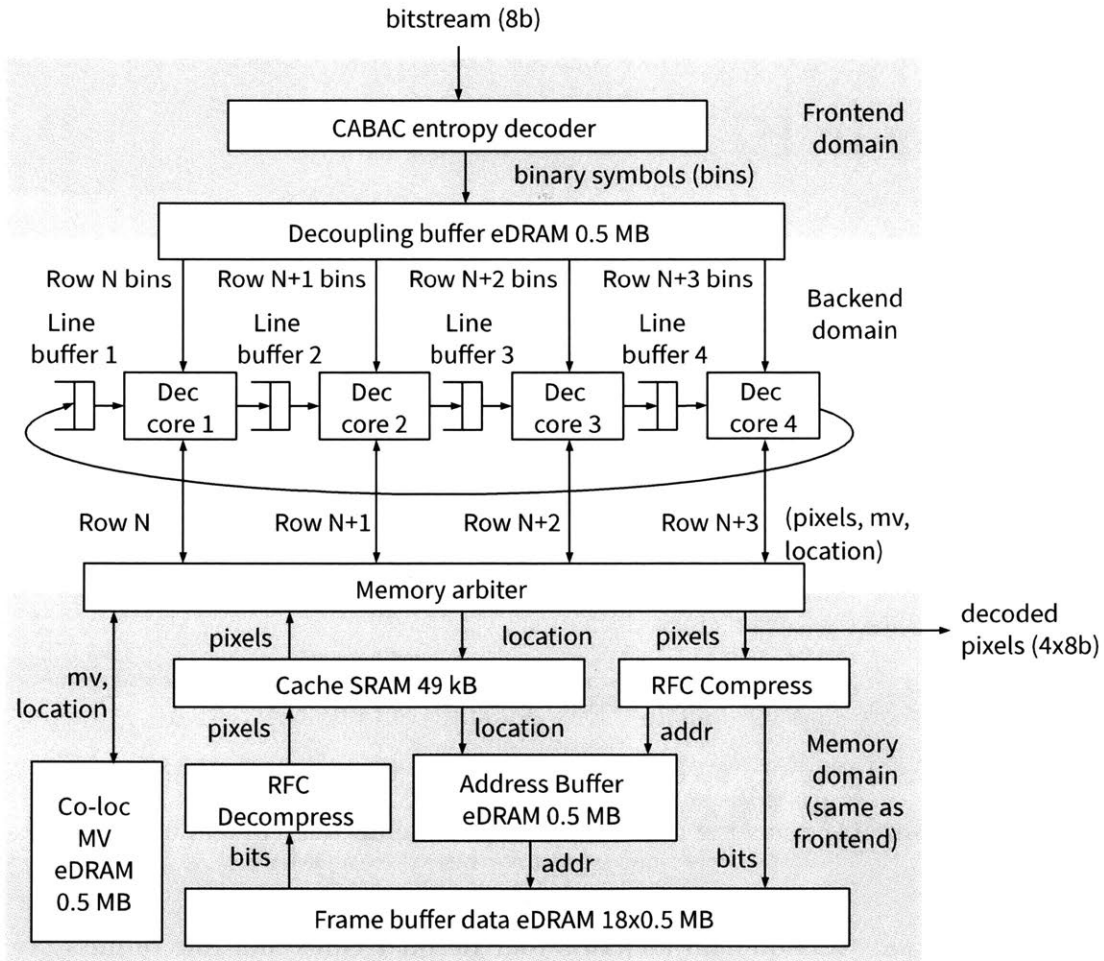 bitstream (8b)
CABAC entropy decoder
Frontend
domain
binary symbols (bins)
Decoupling buffer eDRAM 0.5 MB
Row N bins
Row N+1 bins
Row N+2 bins
Row N+3 bins
Backend
domain
Line
buffer 1
Line
buffer 2
Line
buffer 3
Line
buffer 4
Dec
core 1
Dec
core 2
Dec
core 3
Dec
core 4
Row N
Row N+1
Row N+2
Row N+3
(pixels, mv,
location)
Memory arbiter
pixels
location
pixels
decoded
pixels (4x8b)
mv,
location
Cache SRAM 49 kB
RFC Compress
pixels
location
addr
Memory
domain
(same as
frontend)
RFC
Decompress
Address Buffer
eDRAM 0.5 MB
Co-loc
MV
eDRAM
0.5 MB
bits
addr
bits
Frame buffer data eDRAM 18x0.5 MB